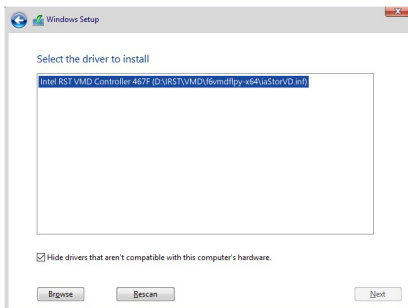 Windows Setup
Select the driver to install
Intel RST VMD Controller 467F (D:\IRST\VMD\f6vmdflpy-x64\iaStorVD.inf)
Hide drivers that aren't compatible with this computer's hardware.
Browse
Rescan
Next